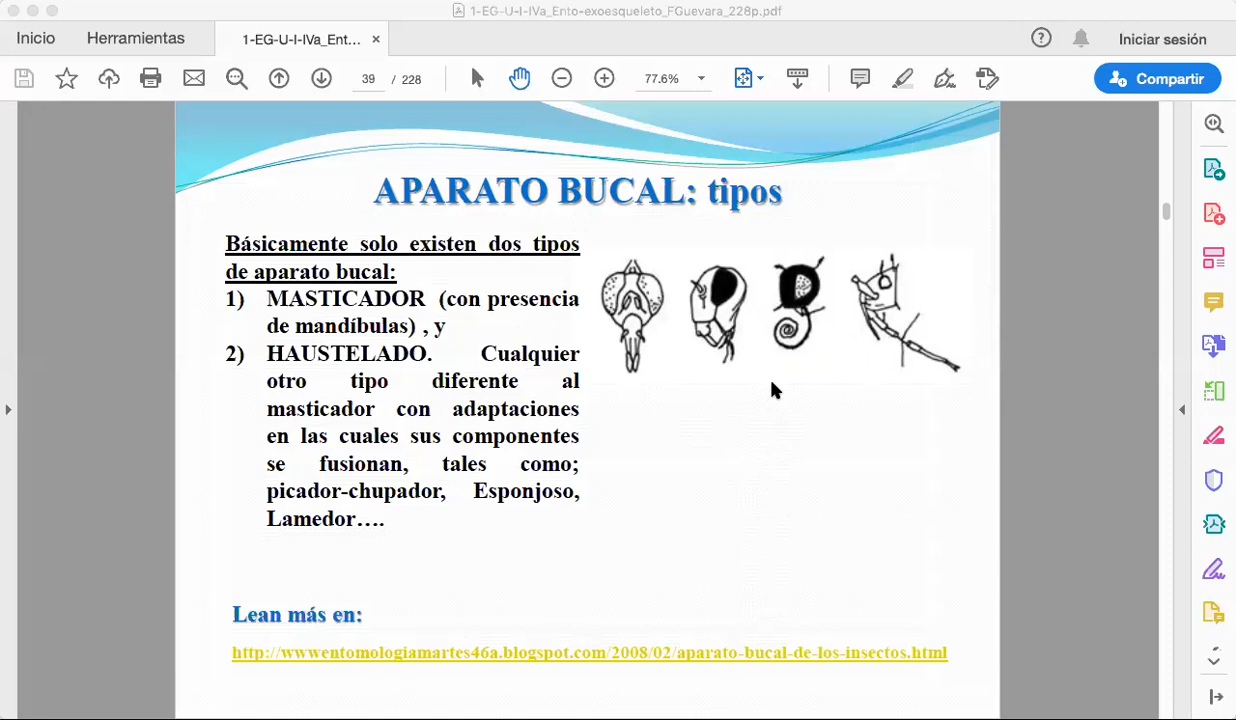 1-EG-U-I-IVa_Ento-exoesqueleto_FGuevara_228p.pdf
Inicio
Herramientas
1-EG-U-I-IVa_Ent...
Iniciar sesión
39 / 228
77.6%
Compartir
APARATO BUCAL: tipos
Básicamente solo existen dos tipos
de aparato bucal:
1) MASTICADOR (con presencia
de mandíbulas) , y
2) HAUSTELADO. Cualquier
otro tipo diferente al
masticador con adaptaciones
en las cuales sus componentes
se fusionan, tales como;
picador-chupador, Esponjoso,
Lamedor….
Lean más en:
http://wwwentomologiamartes46a.blogspot.com/2008/02/aparato-bucal-de-los-insectos.html